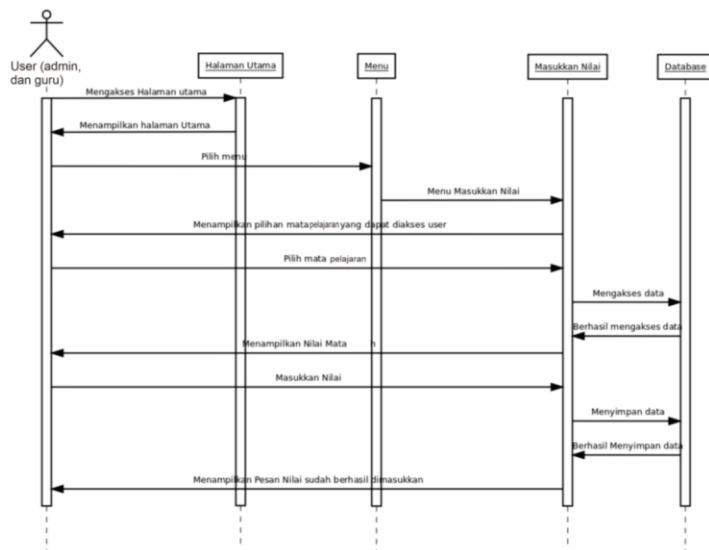 User (admin,
dan guru)
Halaman Utama
Menu
Masukkan Nilai
Database
Mengakses Halaman utama
Menampilkan halaman Utama
Pilih menu
Menu Masukkan Nilai
Menampilkan pilihan matapelajaran yang dapat diakses user
Pilih mata pelajaran
Mengakses data
Berhasil mengakses data
Menampilkan Nilai Mata h
Masukkan Nilai
Menyimpan data
Berhasil Menyimpan data
Menampilkan Pesan Nilai sudah berhasil dimasukkan